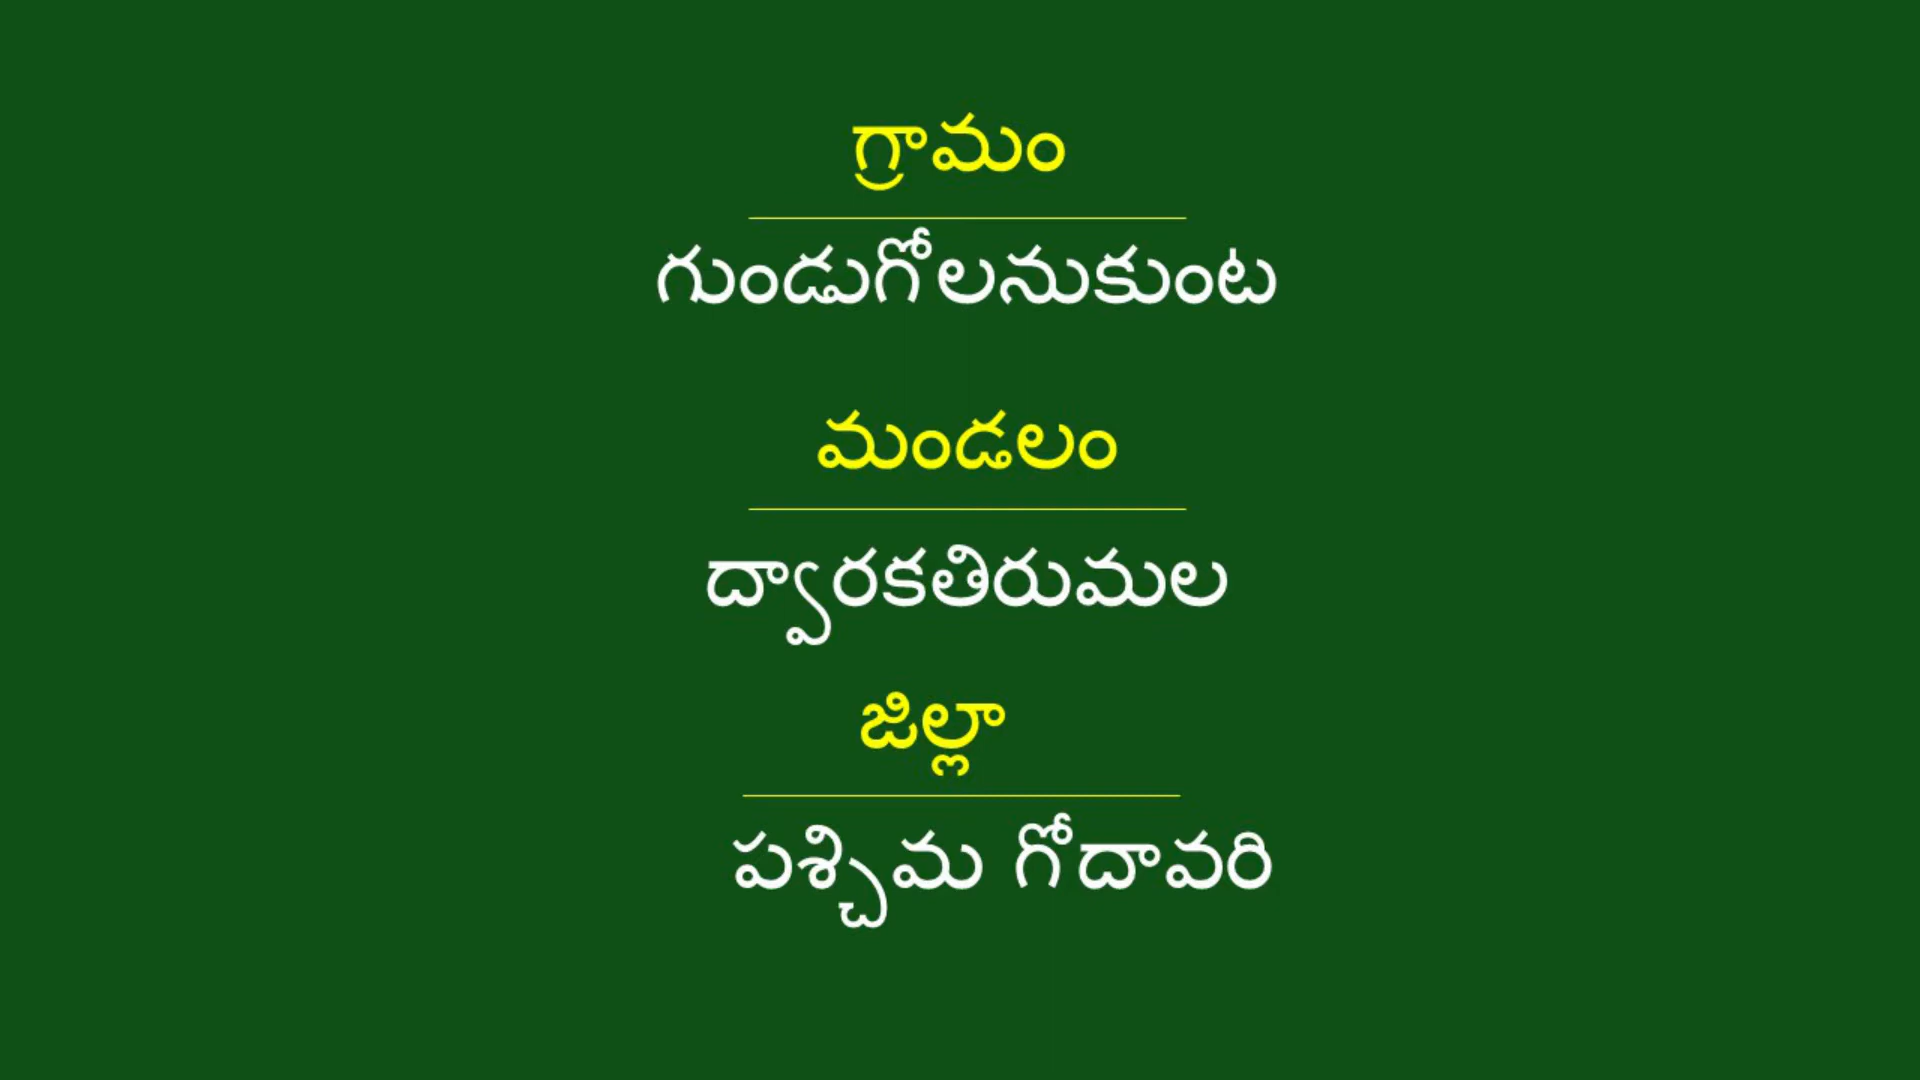 గ్రామం
గుండుగోలనుకుంట
మండలం
ద్వారకతిరుమల
జిల్లా
పశ్చిమ గోదావరి